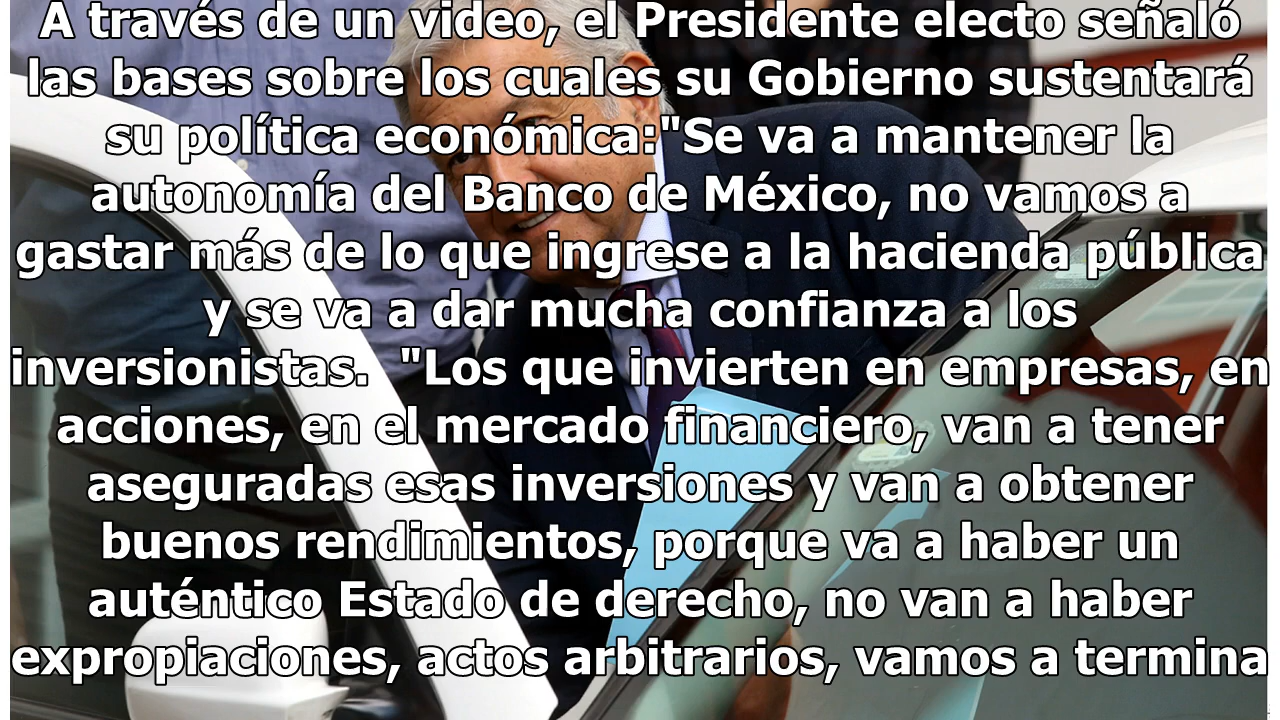 A través de un video, el Presidente electo señaló
las bases sobre los cuales su Gobierno sustentará
su política económica:"Se va a mantener la
autonomía del Banco de México, no vamos a
gastar más de lo que ingrese a la hacienda pública
y se va a dar mucha confianza a los
inversionistas.  "Los que invierten en empresas, en
acciones, en el mercado financiero, van a tener
aseguradas esas inversiones y van a obtener
buenos rendimientos, porque va a haber un
auténtico Estado de derecho, no van a haber
expropiaciones, actos arbitrarios, vamos a termina